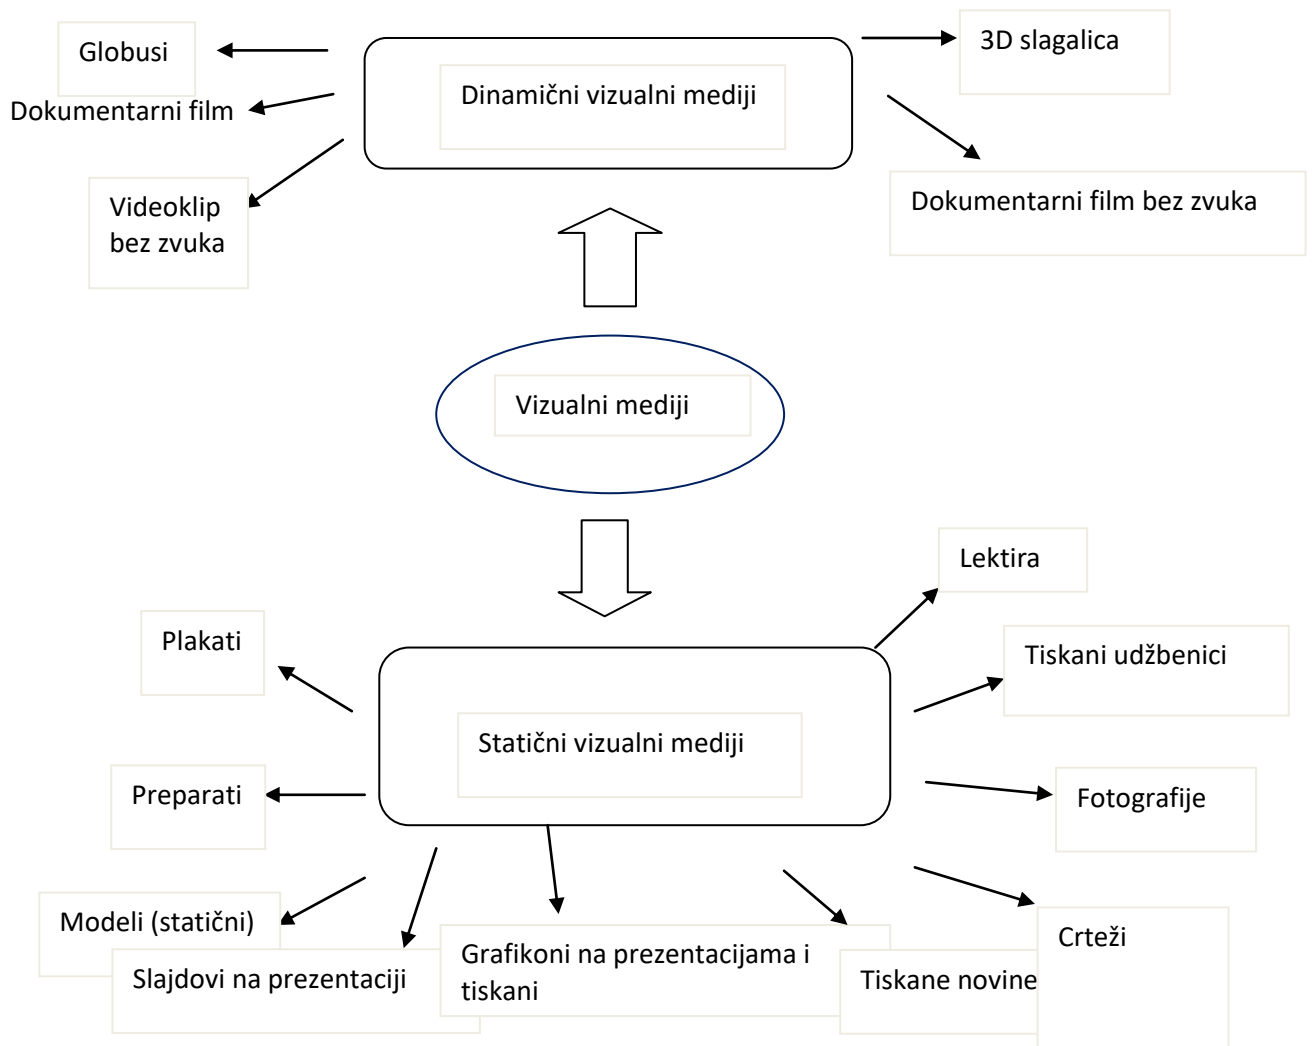 Globusi
3D slagalica
Dinamični vizualni mediji
Dokumentarni film
Videoklip
bez zvuka
Dokumentarni film bez zvuka
Vizualni mediji
Lektira
Plakati
Tiskani udžbenici
Statični vizualni mediji
Preparati
Fotografije
Modeli (statični)
Crteži
Slajdovi na prezentaciji
Grafikoni na prezentacijama i
tiskani
Tiskane novine